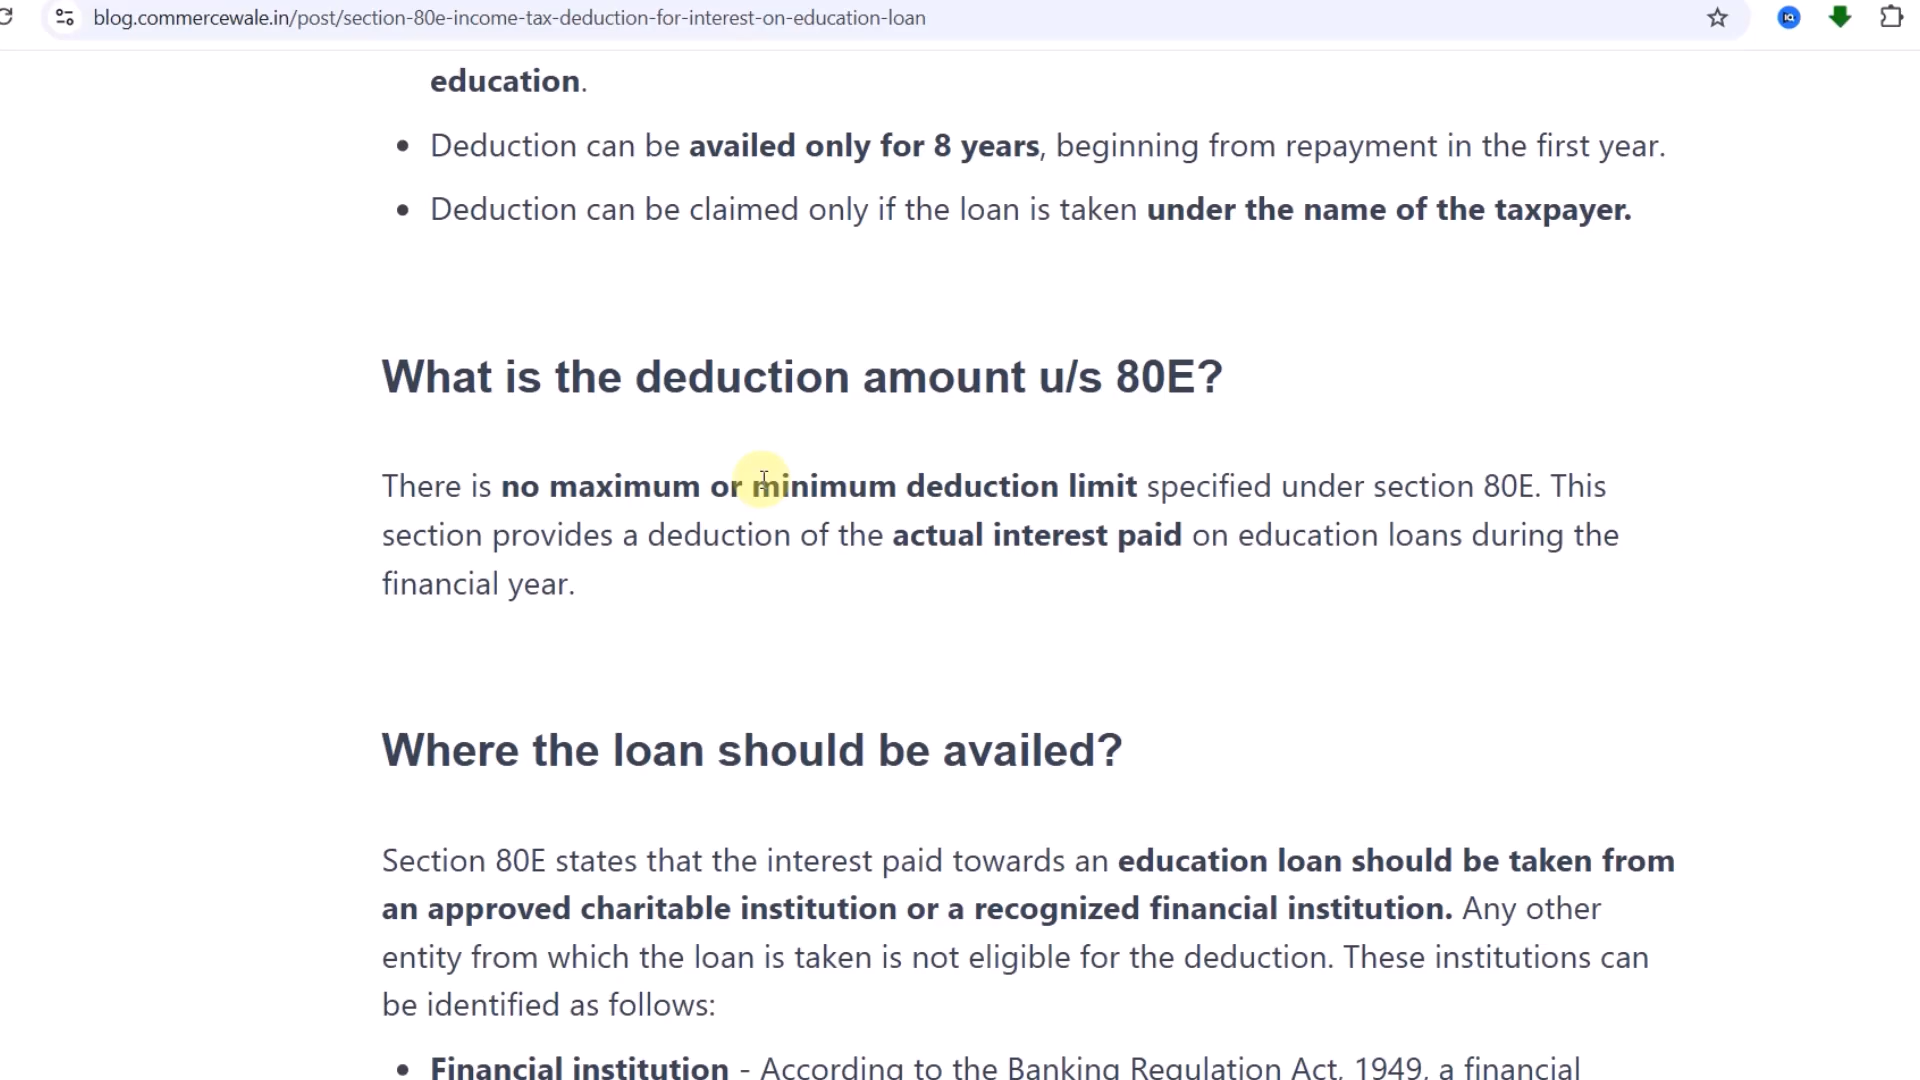 blog.commercewale.in/post/section-80e-income-tax-deduction-for-interest-on-education-loan
education.
• Deduction can be availed only for 8 years, beginning from repayment in the first year.
• Deduction can be claimed only if the loan is taken under the name of the taxpayer.
What is the deduction amount u/s 80E?
There is no maximum or minimum deduction limit specified under section 80E. This
section provides a deduction of the actual interest paid on education loans during the
financial year.
Where the loan should be availed?
Section 80E states that the interest paid towards an education loan should be taken from
an approved charitable institution or a recognized financial institution. Any other
entity from which the loan is taken is not eligible for the deduction. These institutions can
be identified as follows:
• Financial institution - According to the Banking Regulation Act, 1949, a financial